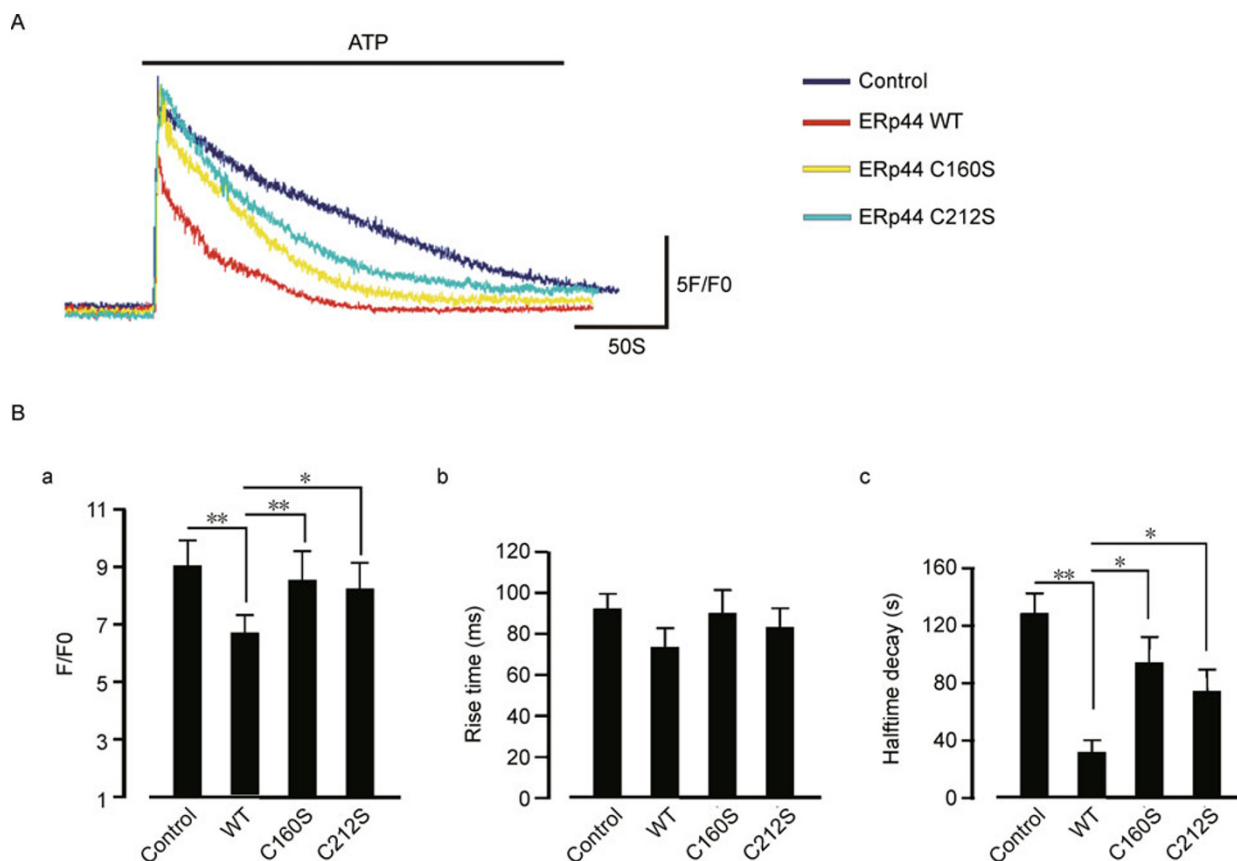 A
ATP
Control
ERp44 WT
ERp44 C160S
ERp44 C212S
5F/F0
50S
B
a
b
c
*
**
**
11
9
7
5
3
1
F/F0
Control
WT
C160S
C212S
120
100
80
60
40
20
0
Rise time (ms)
Control
WT
C160S
C212S
*
*
**
160
120
80
40
0
Halftime decay (s)
Control
WT
C160S
C212S